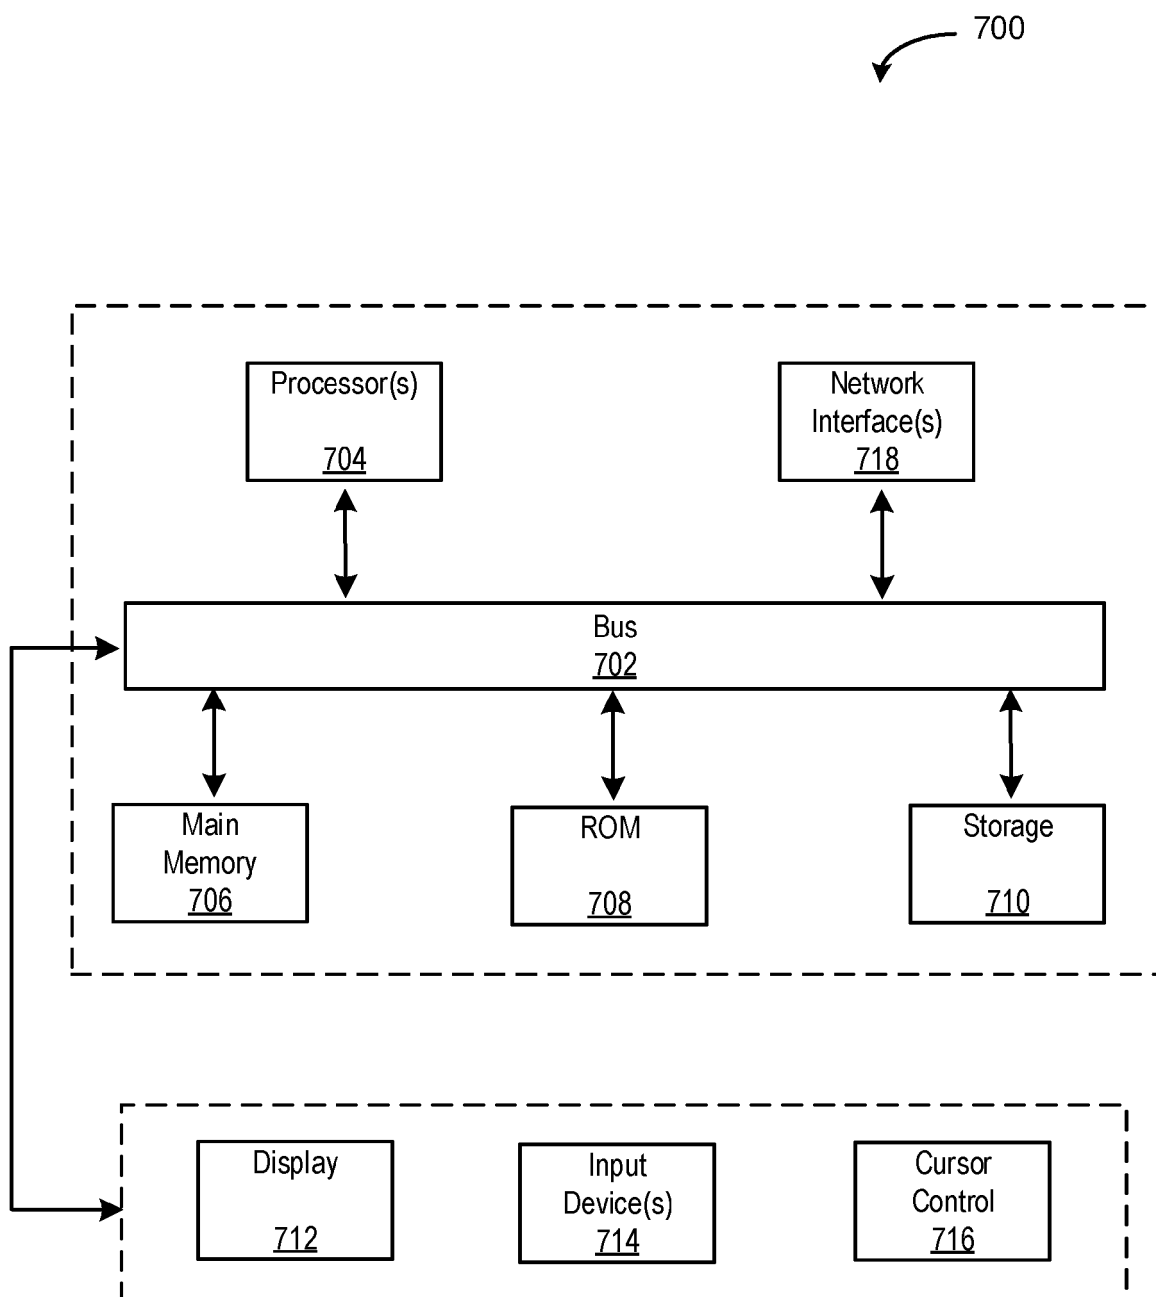 700
Processor(s)
704
Network
Interface(s)
718
Bus
702
Main
Memory
706
ROM
708
Storage
710
Display
712
Input
Device(s)
714
Cursor
Control
716